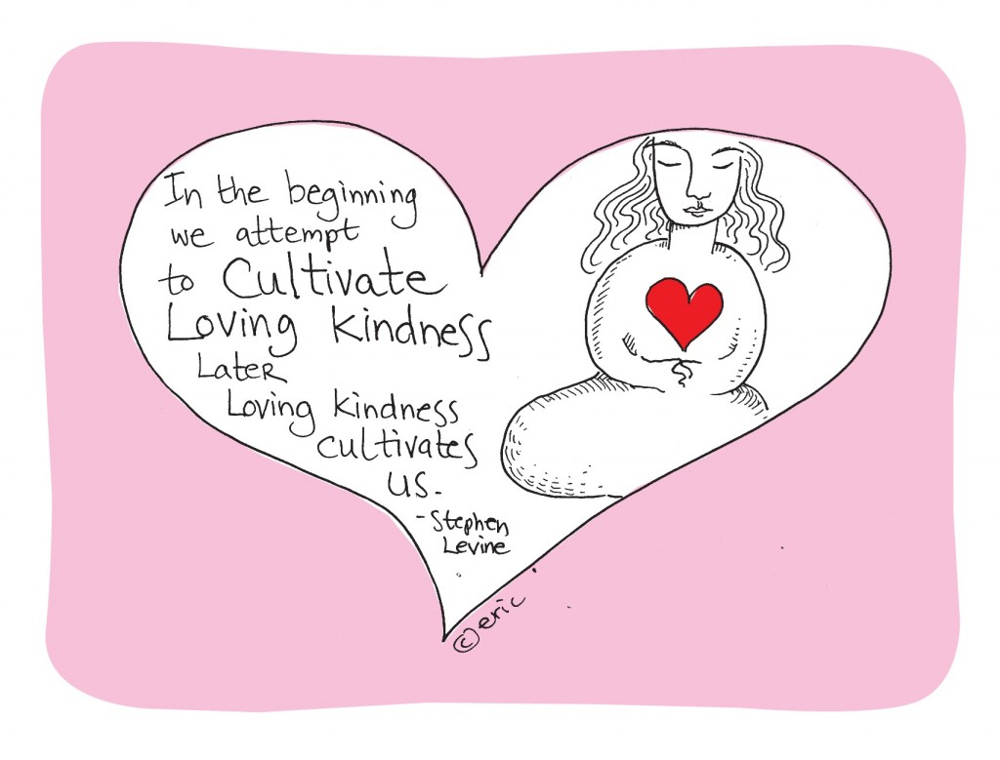 In the beginning
we attempt
to Cultivate
Loving kindness
Later
Loving kindness
cultivates
us.
- Stephen
Levine
© eric